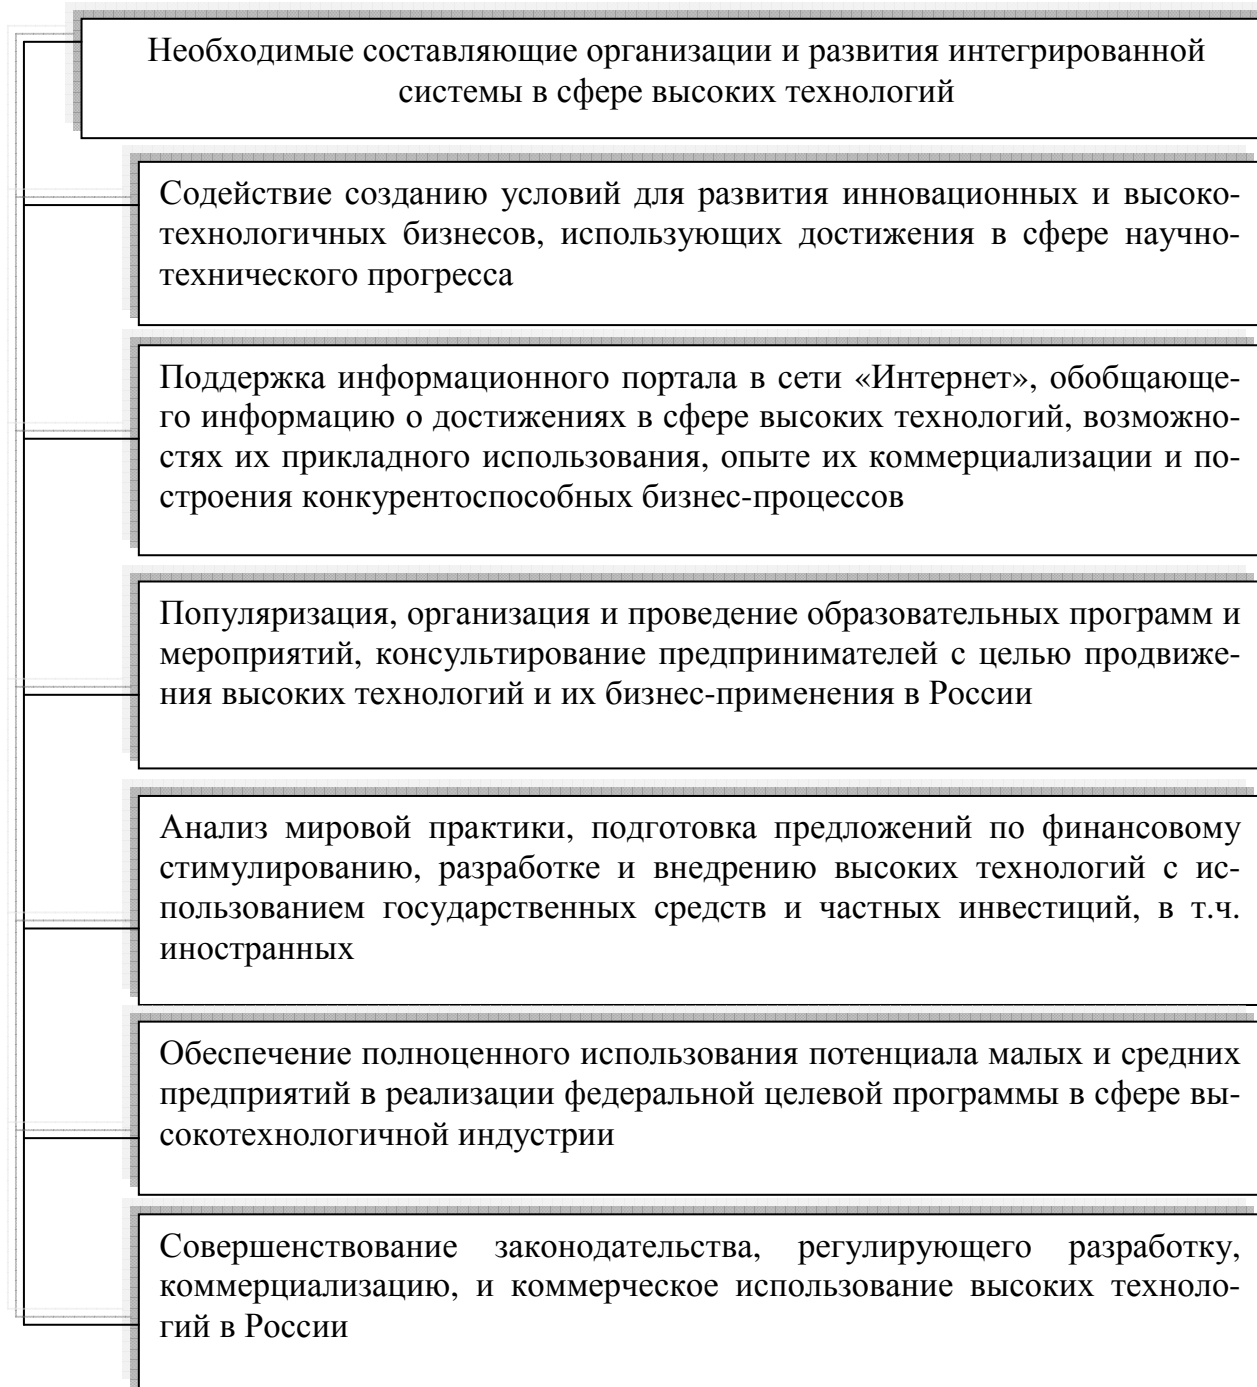 Необходимые составляющие организации и развития интегрированной
системы в сфере высоких технологий
Содействие созданию условий для развития инновационных и высоко-
технологичных бизнесов, использующих достижения в сфере научно-
технического прогресса
Поддержка информационного портала в сети «Интернет», обобщающе-
го информацию о достижениях в сфере высоких технологий, возможно-
стях их прикладного использования, опыте их коммерциализации и по-
строения конкурентоспособных бизнес-процессов
Популяризация, организация и проведение образовательных программ и
мероприятий, консультирование предпринимателей с целью продвиже-
ния высоких технологий и их бизнес-применения в России
Анализ мировой практики, подготовка предложений по финансовому
стимулированию, разработке и внедрению высоких технологий с ис-
пользованием государственных средств и частных инвестиций, в т.ч.
иностранных
Обеспечение полноценного использования потенциала малых и средних
предприятий в реализации федеральной целевой программы в сфере вы-
сокотехнологичной индустрии
Совершенствование законодательства, регулирующего разработку,
коммерциализацию, и коммерческое использование высоких техноло-
гий в России